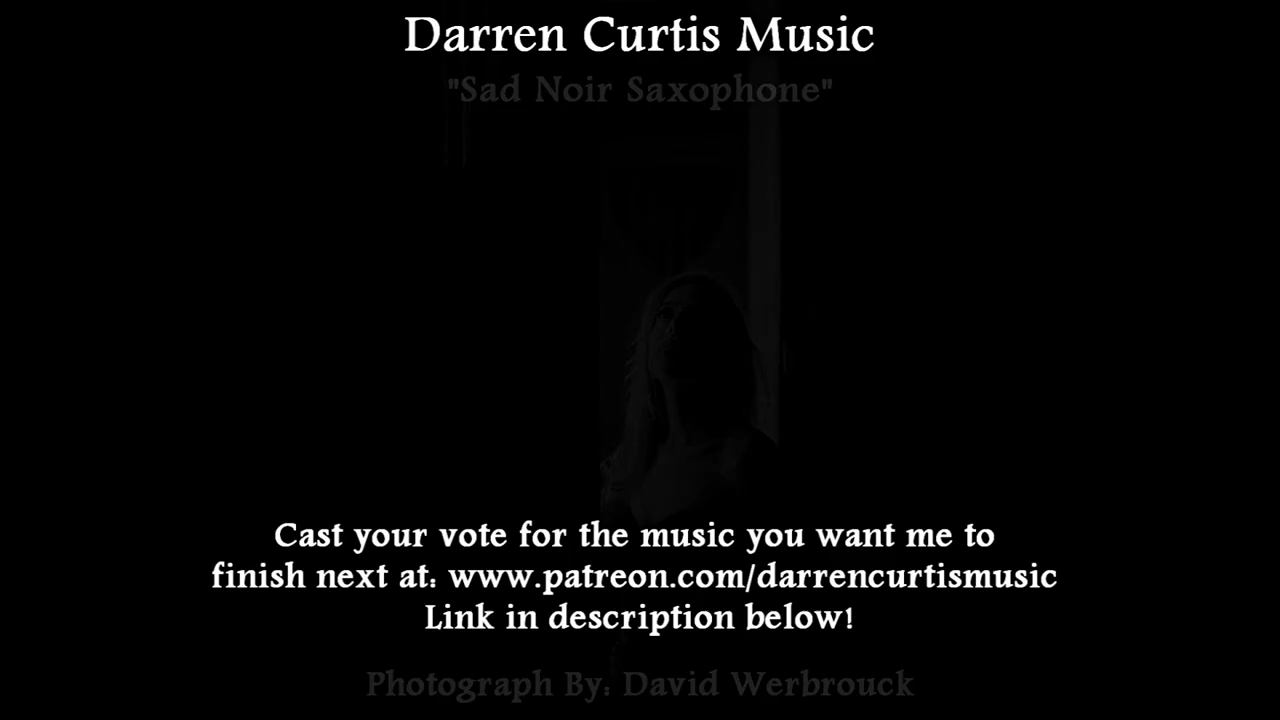 Darren Curtis Music
"Sad Noir Saxophone"
Cast your vote for the music you want me to
finish next at: www.patreon.com/darrencurtismusic
Link in description below!
Photograph By: David Werbrouck